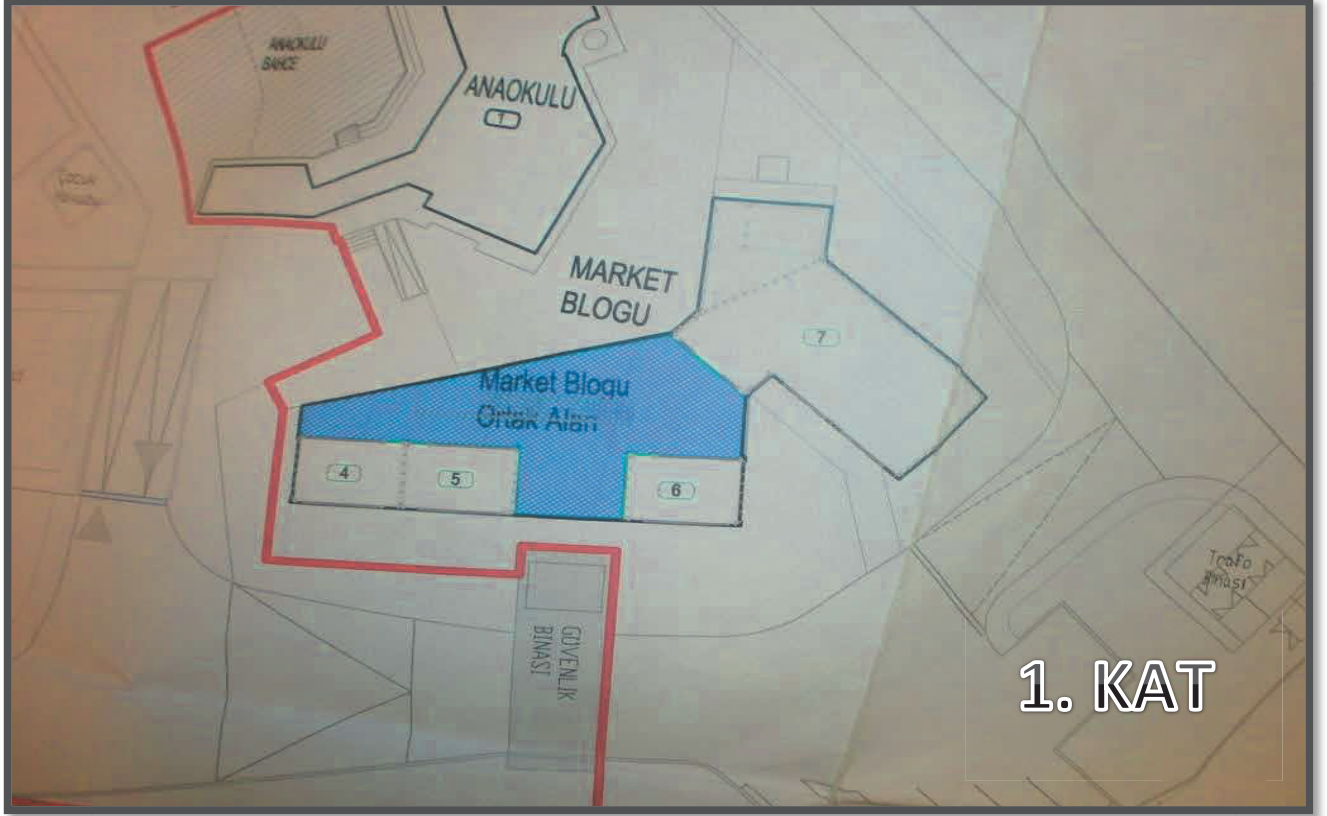 ANAOKULU
BAHCE
ANAOKULU
1
Çocuk
MARKET
BLOGU
7
Market Blogu
Ortak Alan
4
5
6
Trafo
Binası
GÜVENLIK
BINASI
1. KAT